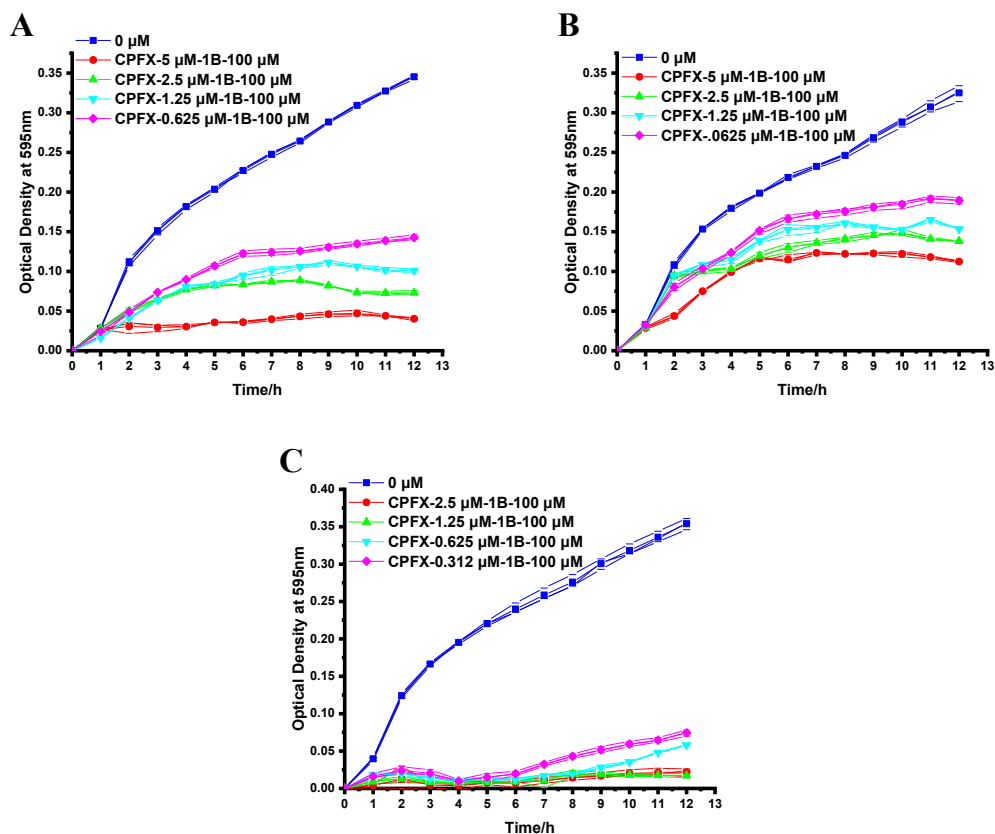 A
0 µM
CPFX-5 µM-1B-100 µM
CPFX-2.5 µM-1B-100 µM
CPFX-1.25 µM-1B-100 µM
CPFX-0.625 µM-1B-100 µM
Optical Density at 595nm
0.35
0.30
0.25
0.20
0.15
0.10
0.05
0.00
0 1 2 3 4 5 6 7 8 9 10 11 12 13
Time/h
B
0 µM
CPFX-5 µM-1B-100 µM
CPFX-2.5 µM-1B-100 µM
CPFX-1.25 µM-1B-100 µM
CPFX-.0625 µM-1B-100 µM
Optical Density at 595nm
0.35
0.30
0.25
0.20
0.15
0.10
0.05
0.00
0 1 2 3 4 5 6 7 8 9 10 11 12 13
Time/h
C
0 µM
CPFX-2.5 µM-1B-100 µM
CPFX-1.25 µM-1B-100 µM
CPFX-0.625 µM-1B-100 µM
CPFX-0.312 µM-1B-100 µM
Optical Density at 595nm
0.40
0.35
0.30
0.25
0.20
0.15
0.10
0.05
0.00
0 1 2 3 4 5 6 7 8 9 10 11 12 13
Time/h